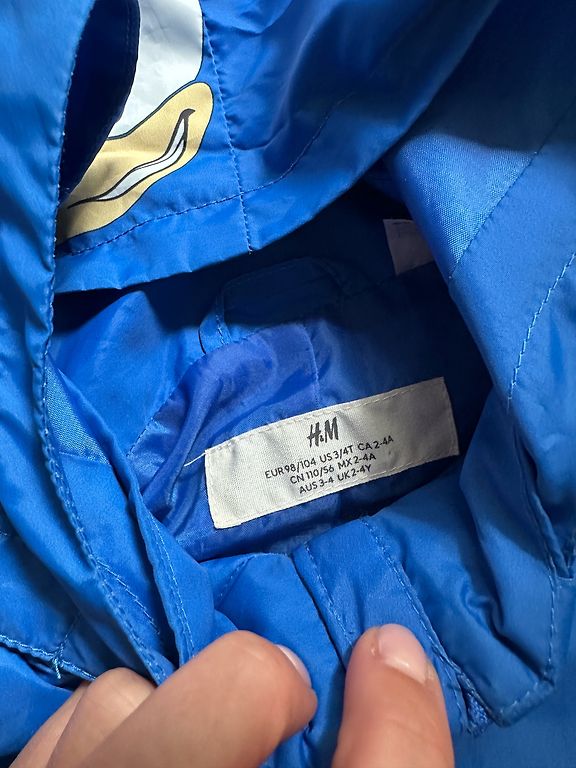 H&M
EUR 98/104 US 3/4T CA 2-4A
CN 110/56 MX 2-4A
AUS 3-4 UK 2-4Y